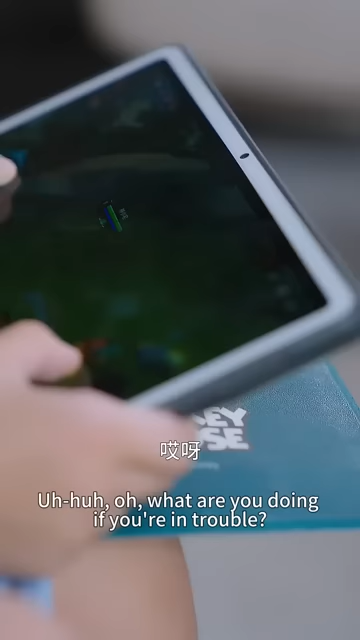 哎呀
Uh-huh, oh, what are you doing
if you're in trouble?